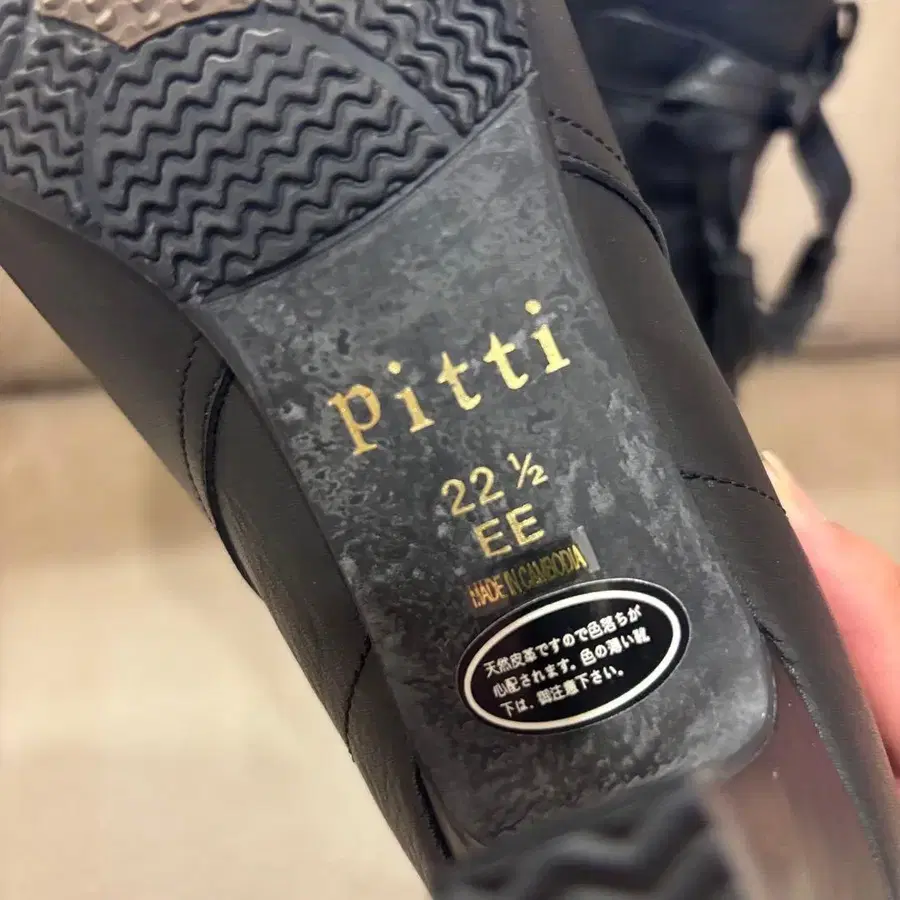 Pitti
22 ½
EE
MADE IN CAMBODIA
天然皮革ですので色落ちが
心配されます。色の濃い靴
下は、御注意下さい。